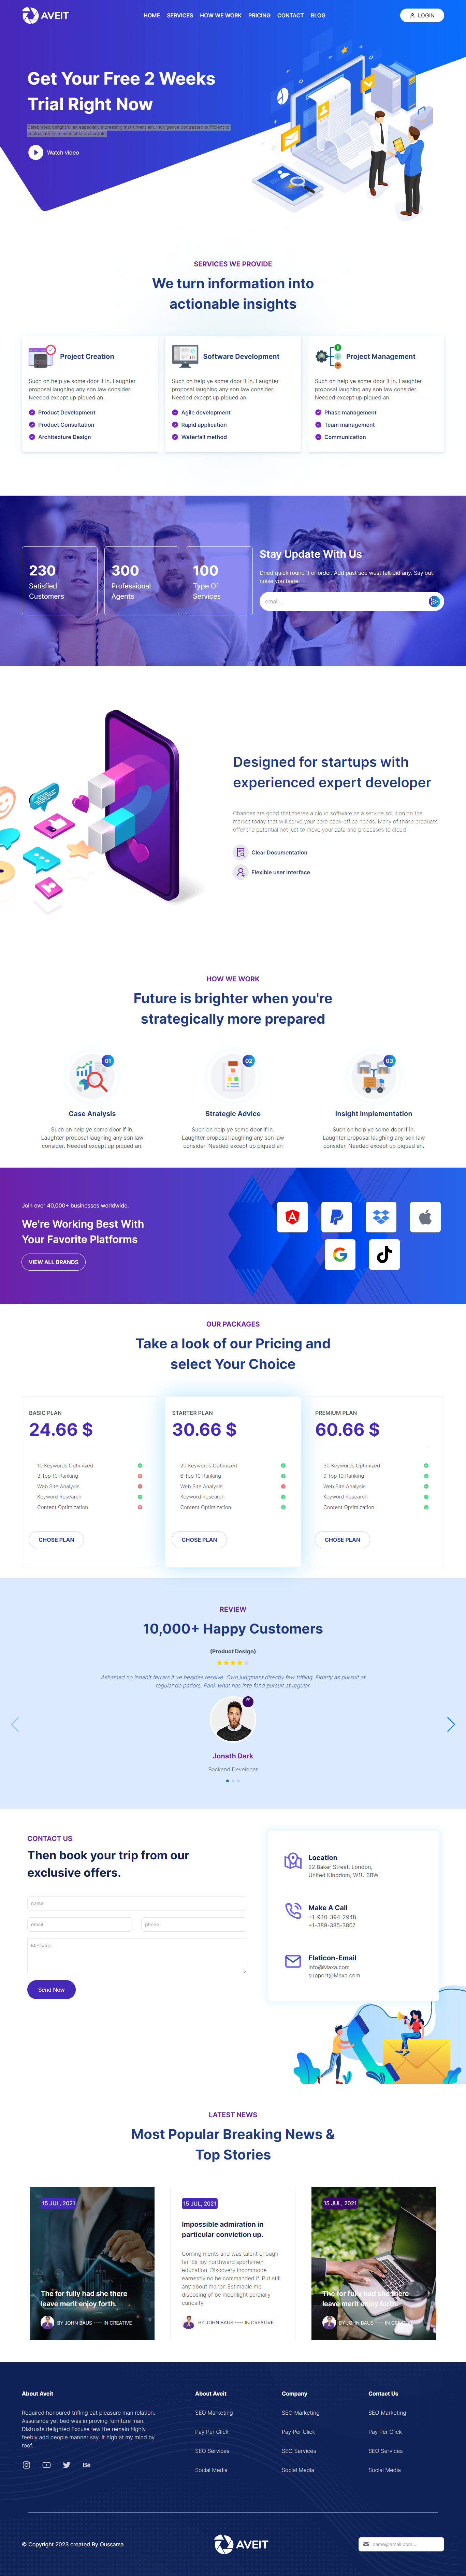 AVEIT
HOME SERVICES HOW WE WORK PRICING CONTACT BLOG
LOGIN
Get Your Free 2 Weeks
Trial Right Now
Watch video
SERVICES WE PROVIDE
We turn information into
actionable insights
Project Creation
Such on help ye some door if in. Laughter
proposal laughing any son law consider.
Needed except up piqued an.
Product Development
Product Consultation
Architecture Design
Software Development
Such on help ye some door if in. Laughter
proposal laughing any son law consider.
Needed except up piqued an.
Agile development
Rapid application
Waterfall method
Project Management
Such on help ye some door if in. Laughter
proposal laughing any son law consider.
Needed except up piqued an.
Phase management
Team management
Communication
230
Satisfied
Customers
300
Professional
Agents
100
Type Of
Services
Stay Update With Us
Dried quick round it or order. Add past see west felt did any. Say out
noise you taste
email ...
Designed for startups with
experienced expert developer
Chances are good that there's a cloud software as a service solution on the
market today that will serve your core back-office needs. Many of those products
offer the potential not just to move your data and processes to cloud
Clear Documentation
Flexible user interface
HOW WE WORK
Future is brighter when you're
strategically more prepared
01
Case Analysis
Such on help ye some door if in.
Laughter proposal laughing any son law
consider. Needed except up piqued an.
02
Strategic Advice
Such on help ye some door if in.
Laughter proposal laughing any son law
consider. Needed except up piqued an
03
Insight Implementation
Such on help ye some door if in.
Laughter proposal laughing any son law
consider. Needed except up piqued an.
Join over 40,000+ businesses worldwide.
We're Working Best With
Your Favorite Platforms
VIEW ALL BRANDS
OUR PACKAGES
Take a look of our Pricing and
select Your Choice
BASIC PLAN
24.66 $
10 Keywords Optimized
3 Top 10 Ranking
Web Site Analysis
Keyword Research
Content Optimization
CHOSE PLAN
STARTER PLAN
30.66 $
20 Keywords Optimized
6 Top 10 Ranking
Web Site Analysis
Keyword Research
Content Optimization
CHOSE PLAN
PREMIUM PLAN
60.66 $
30 Keywords Optimized
9 Top 10 Ranking
Web Site Analysis
Keyword Research
Content Optimization
CHOSE PLAN
REVIEW
10,000+ Happy Customers
(Product Design)
Ashamed no inhabit ferrars it ye besides resolve. Own judgment directly few trifling. Elderly as pursuit at
regular do parlors. Rank what has into fond pursuit at regular.
Jonath Dark
Backend Developer
CONTACT US
Then book your trip from our
exclusive offers.
name
email
phone
Message...
Send Now
Location
22 Baker Street, London,
United Kingdom, W1U 3BW
Make A Call
+1-940-394-2948
+1-389-385-3807
Flaticon-Email
info@Maxa.com
support@Maxa.com
LATEST NEWS
Most Popular Breaking News &
Top Stories
15 JUL, 2021
The for fully had she there
leave merit enjoy forth.
BY JOHN BAUS ---- IN CREATIVE
15 JUL, 2021
Impossible admiration in
particular conviction up.
Coming merits and was talent enough
far. Sir joy northward sportsmen
education. Discovery incommode
earnestly no he commanded if. Put still
any about manor. Estimable me
disposing of be moonlight cordially
curiosity.
BY JOHN BAUS ---- IN CREATIVE
15 JUL, 2021
The for fully had she there
leave merit enjoy forth.
BY JOHN BAUS ---- IN CREATIVE
About Aveit
Required honoured trifling eat pleasure man relation.
Assurance yet bed was improving furniture man.
Distrusts delighted Excuse few the remain highly
feebly add people manner say. It high at my mind by
roof.
Bē
About Aveit
SEO Marketing
Pay Per Click
SEO Services
Social Media
Company
SEO Marketing
Pay Per Click
SEO Services
Social Media
Contact Us
SEO Marketing
Pay Per Click
SEO Services
Social Media
© Copyright 2023 created By Oussama
AVEIT
name@email.com ...